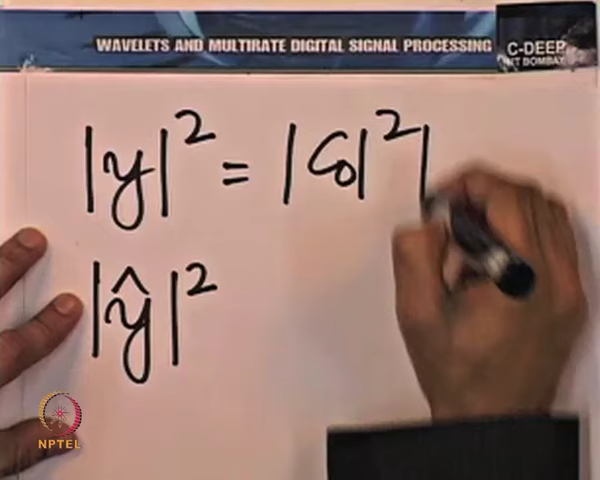 WAVELETS AND MULTIRATE DIGITAL SIGNAL PROCESSING
C-DEEP
IIT BOMBAY
|y|² = |C₀|² |
|ŷ|²
NPTEL